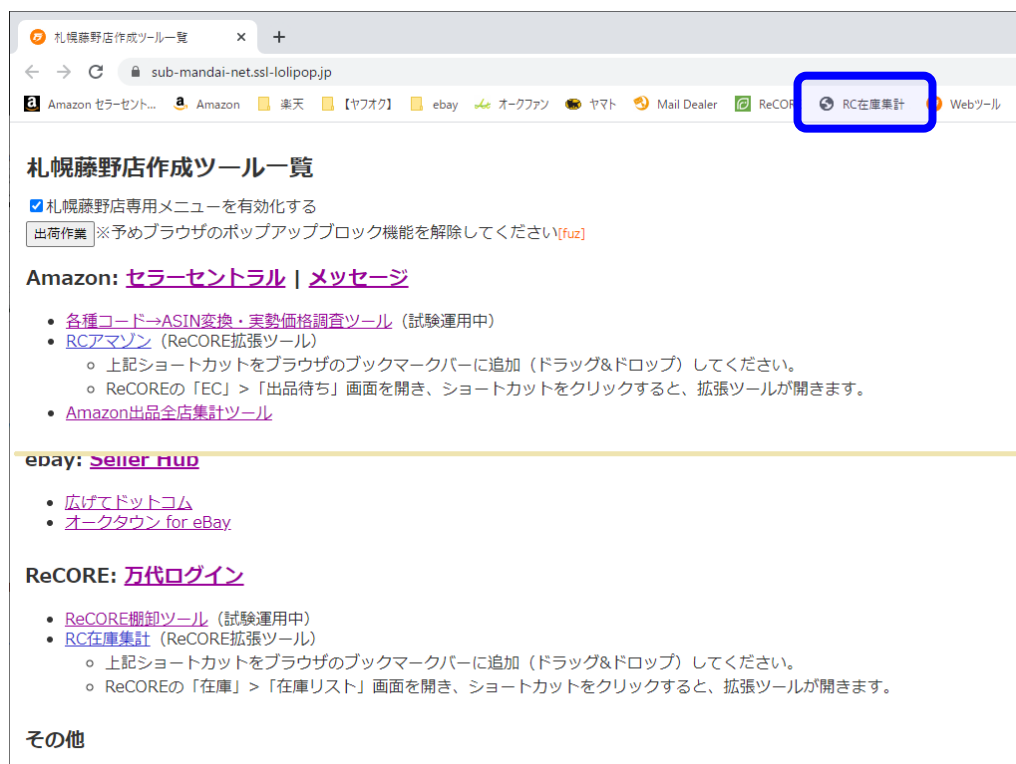 札幌藤野店作成ツール一覧
sub-mandai-net.ssl-lolipop.jp
Amazon セラーセント... Amazon 楽天 【ヤフオク】 ebay オークファン ヤマト Mail Dealer ReCOR RC在庫集計 Webツール
札幌藤野店作成ツール一覧
札幌藤野店専用メニューを有効化する
出荷作業 ※予めブラウザのポップアップブロック機能を解除してください[fuz]
Amazon: セラーセントラル | メッセージ
各種コード→ASIN変換・実勢価格調査ツール（試験運用中）
RCアマゾン（ReCORE拡張ツール）
上記ショートカットをブラウザのブックマークバーに追加（ドラッグ&ドロップ）してください。
ReCOREの「EC」>「出品待ち」画面を開き、ショートカットをクリックすると、拡張ツールが開きます。
Amazon出品全店集計ツール
ebay: Seller Hub
広げてドットコム
オークタウン for eBay
ReCORE: 万代ログイン
ReCORE棚卸ツール（試験運用中）
RC在庫集計（ReCORE拡張ツール）
上記ショートカットをブラウザのブックマークバーに追加（ドラッグ&ドロップ）してください。
ReCOREの「在庫」>「在庫リスト」画面を開き、ショートカットをクリックすると、拡張ツールが開きます。
その他